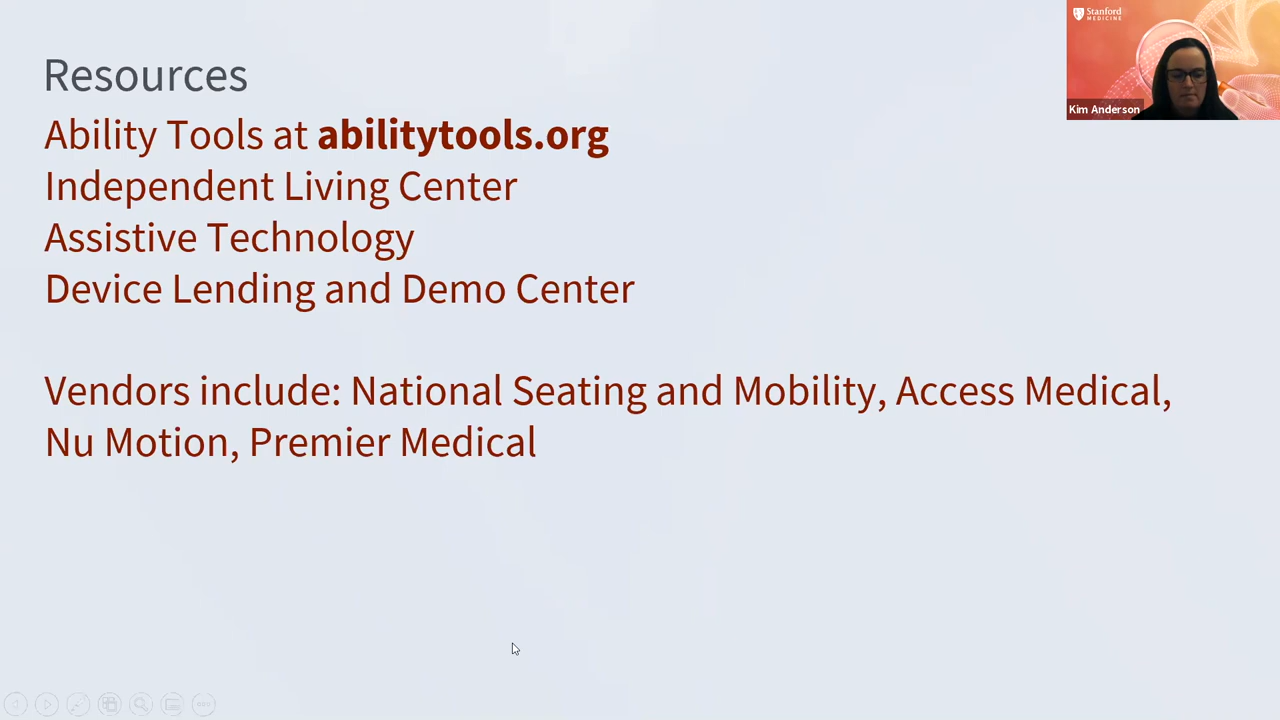 Stanford
MEDICINE
Kim Anderson
Resources
Ability Tools at abilitytools.org
Independent Living Center
Assistive Technology
Device Lending and Demo Center
Vendors include: National Seating and Mobility, Access Medical,
Nu Motion, Premier Medical